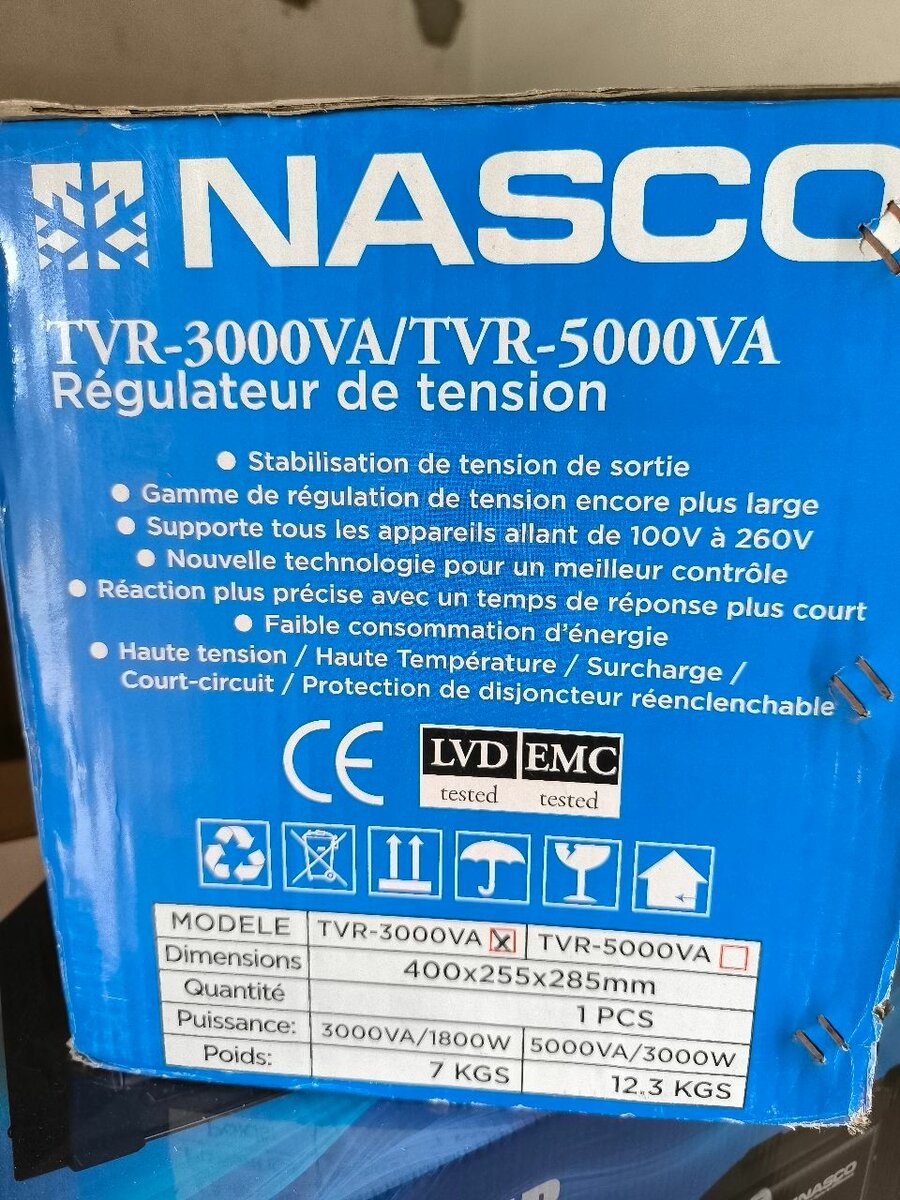 NASCO
TVR-3000VA/TVR-5000VA
Régulateur de tension
● Stabilisation de tension de sortie
● Gamme de régulation de tension encore plus large
● Supporte tous les appareils allant de 100V à 260V
● Nouvelle technologie pour un meilleur contrôle
● Réaction plus précise avec un temps de réponse plus court
● Faible consommation d'énergie
● Haute tension / Haute Température / Surcharge /
Court-circuit / Protection de disjoncteur réenclenchable
CE LVD EMC
tested tested
MODELE TVR-3000VA X TVR-5000VA
Dimensions 400x255x285mm
Quantité 1 PCS
Puissance: 3000VA/1800W 5000VA/3000W
Poids: 7 KGS 12.3 KGS
NASCO